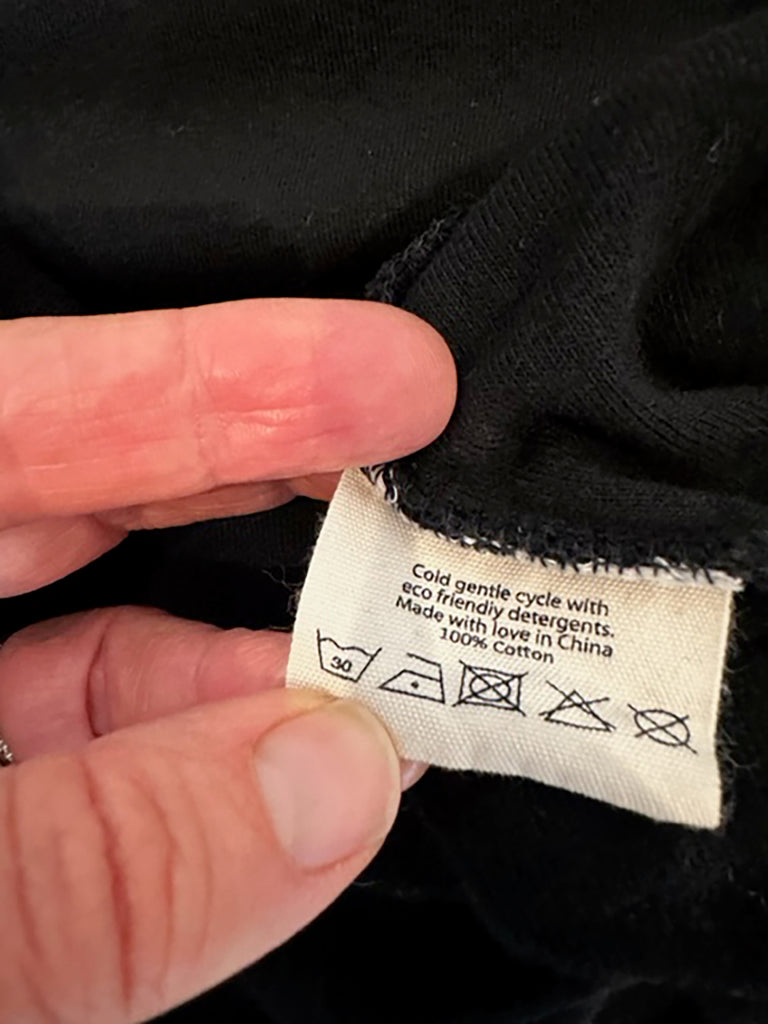 Cold gentle cycle with
eco friendly detergents.
Made with love in China
100% Cotton
30